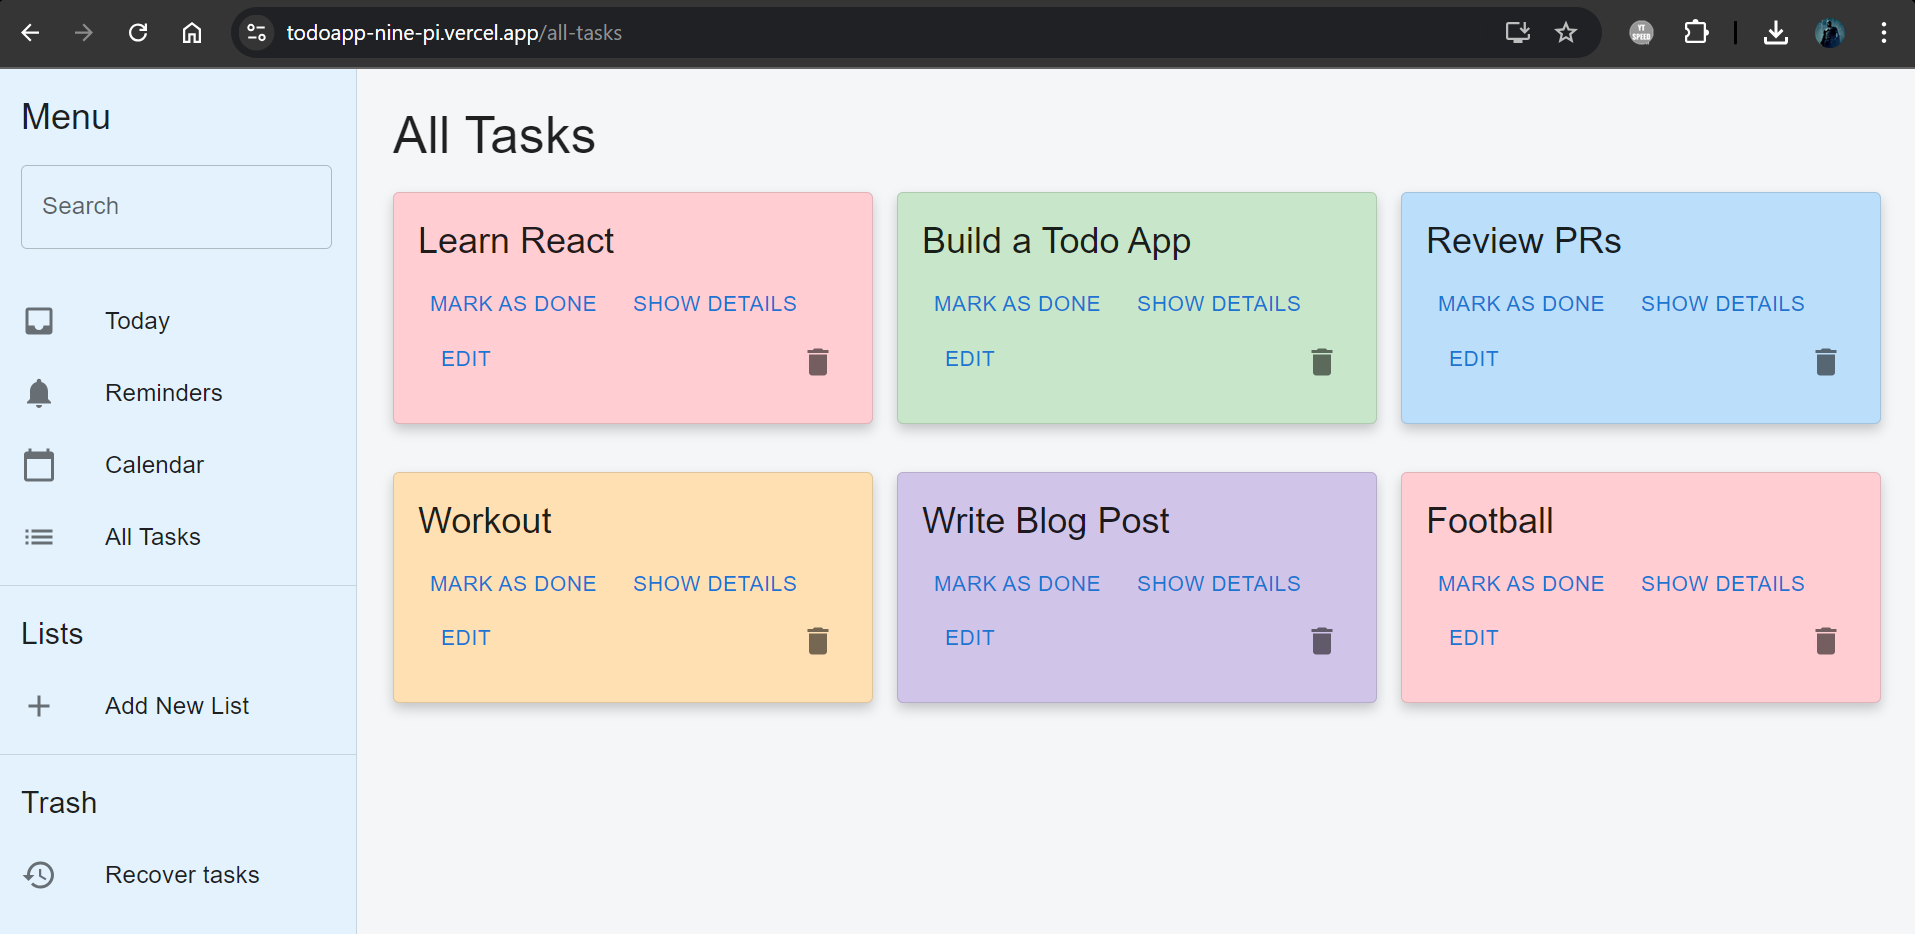 todoapp-nine-pi.vercel.app/all-tasks
YT
SPEED
Menu
Search
Today
Reminders
Calendar
All Tasks
Lists
Add New List
Trash
Recover tasks
All Tasks
Learn React
MARK AS DONE SHOW DETAILS
EDIT
Build a Todo App
MARK AS DONE SHOW DETAILS
EDIT
Review PRs
MARK AS DONE SHOW DETAILS
EDIT
Workout
MARK AS DONE SHOW DETAILS
EDIT
Write Blog Post
MARK AS DONE SHOW DETAILS
EDIT
Football
MARK AS DONE SHOW DETAILS
EDIT